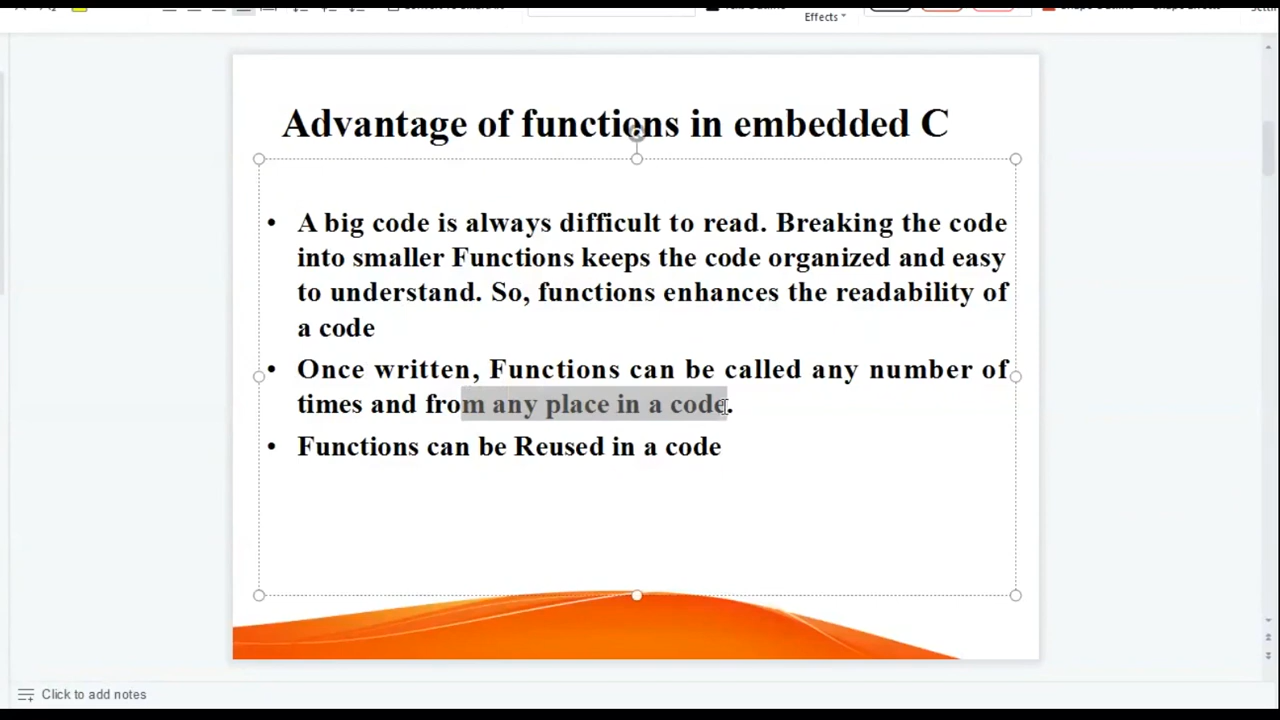 Effects
Advantage of functions in embedded C
• A big code is always difficult to read. Breaking the code
into smaller Functions keeps the code organized and easy
to understand. So, functions enhances the readability of
a code
• Once written, Functions can be called any number of
times and from any place in a code.
• Functions can be Reused in a code
Click to add notes